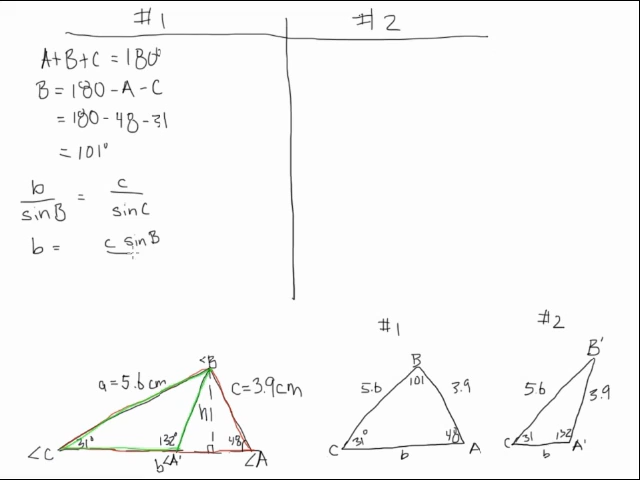 #1
#2
A+B+C = 180°
B = 180 - A - C
= 180 - 48 - 31
= 101°
b/sinB = c/sinC
b = c sinB
<B
a = 5.6 cm
c = 3.9 cm
h
31°
132°
48
<C
b
<A'
<A
#1
B
101
5.6
3.9
31°
48
C
b
A
#2
B'
5.6
3.9
31
132
C
b
A'